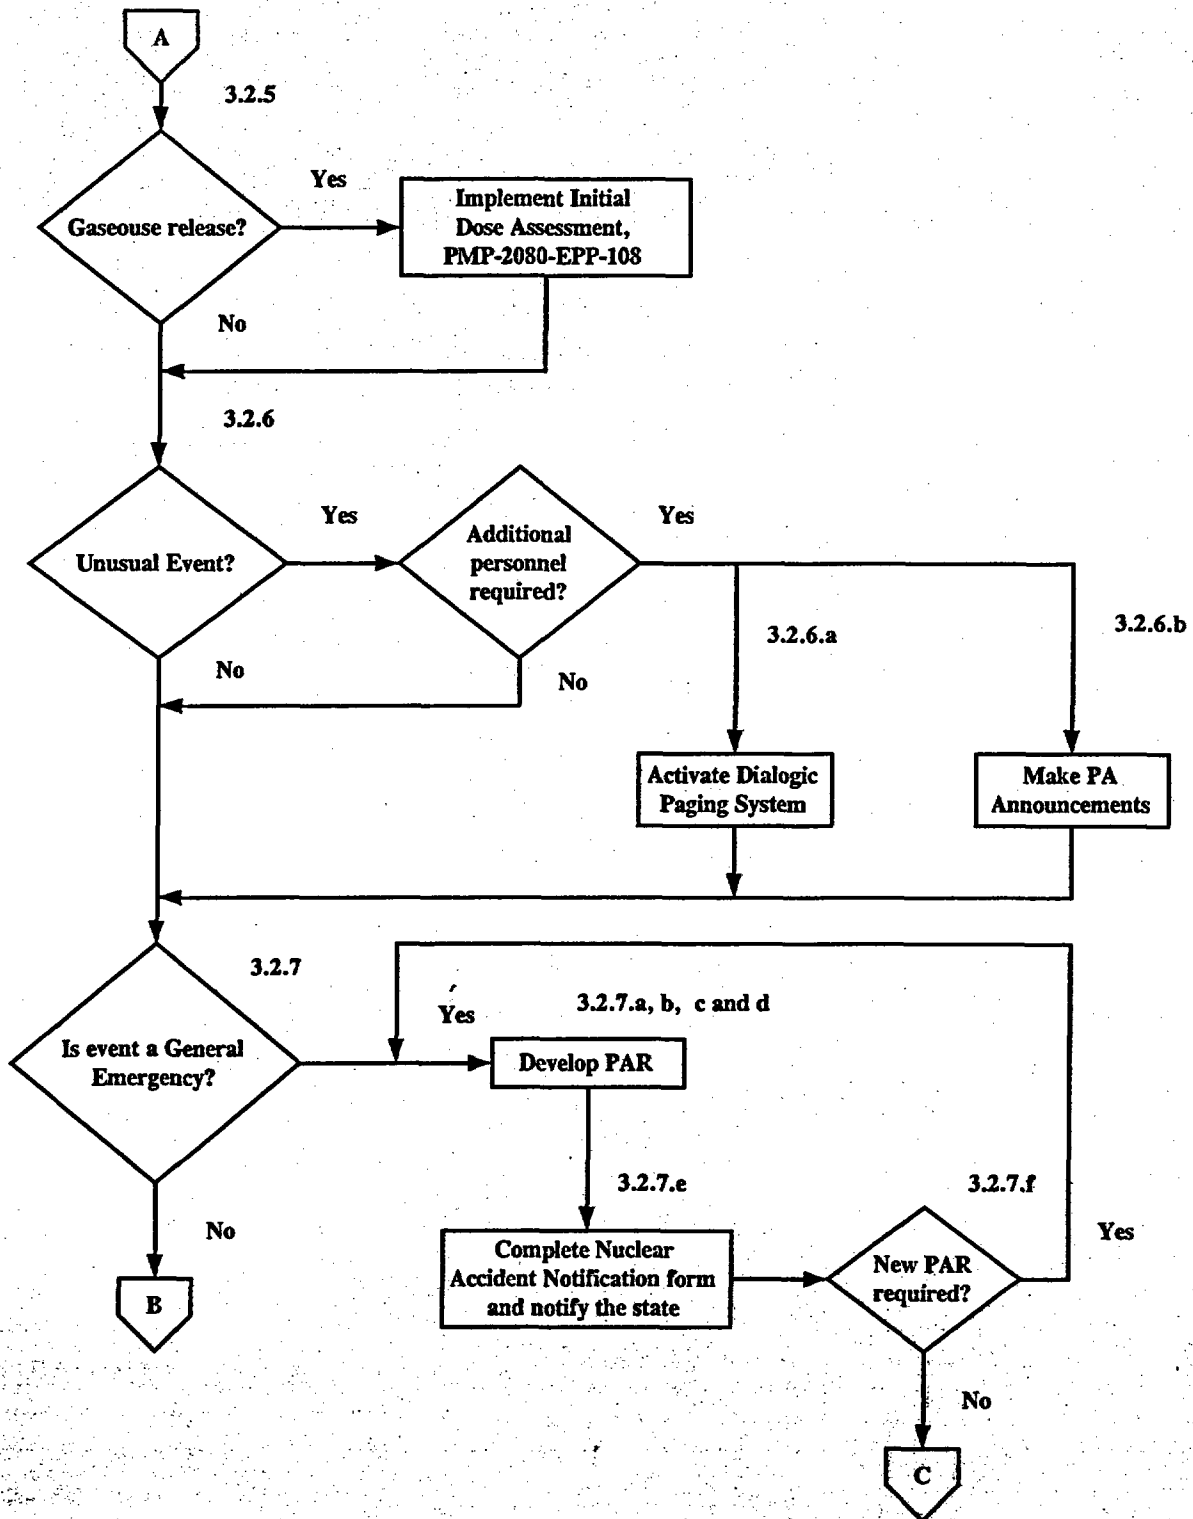 A
3.2.5
Gaseouse release?
Yes
Implement Initial
Dose Assessment,
PMP-2080-EPP-108
No
3.2.6
Unusual Event?
Yes
Additional
personnel
required?
Yes
3.2.6.a
3.2.6.b
No
No
Activate Dialogic
Paging System
Make PA
Announcements
3.2.7
Is event a General
Emergency?
Yes
3.2.7.a, b, c and d
Develop PAR
3.2.7.e
3.2.7.f
No
Complete Nuclear
Accident Notification form
and notify the state
New PAR
required?
Yes
B
No
C